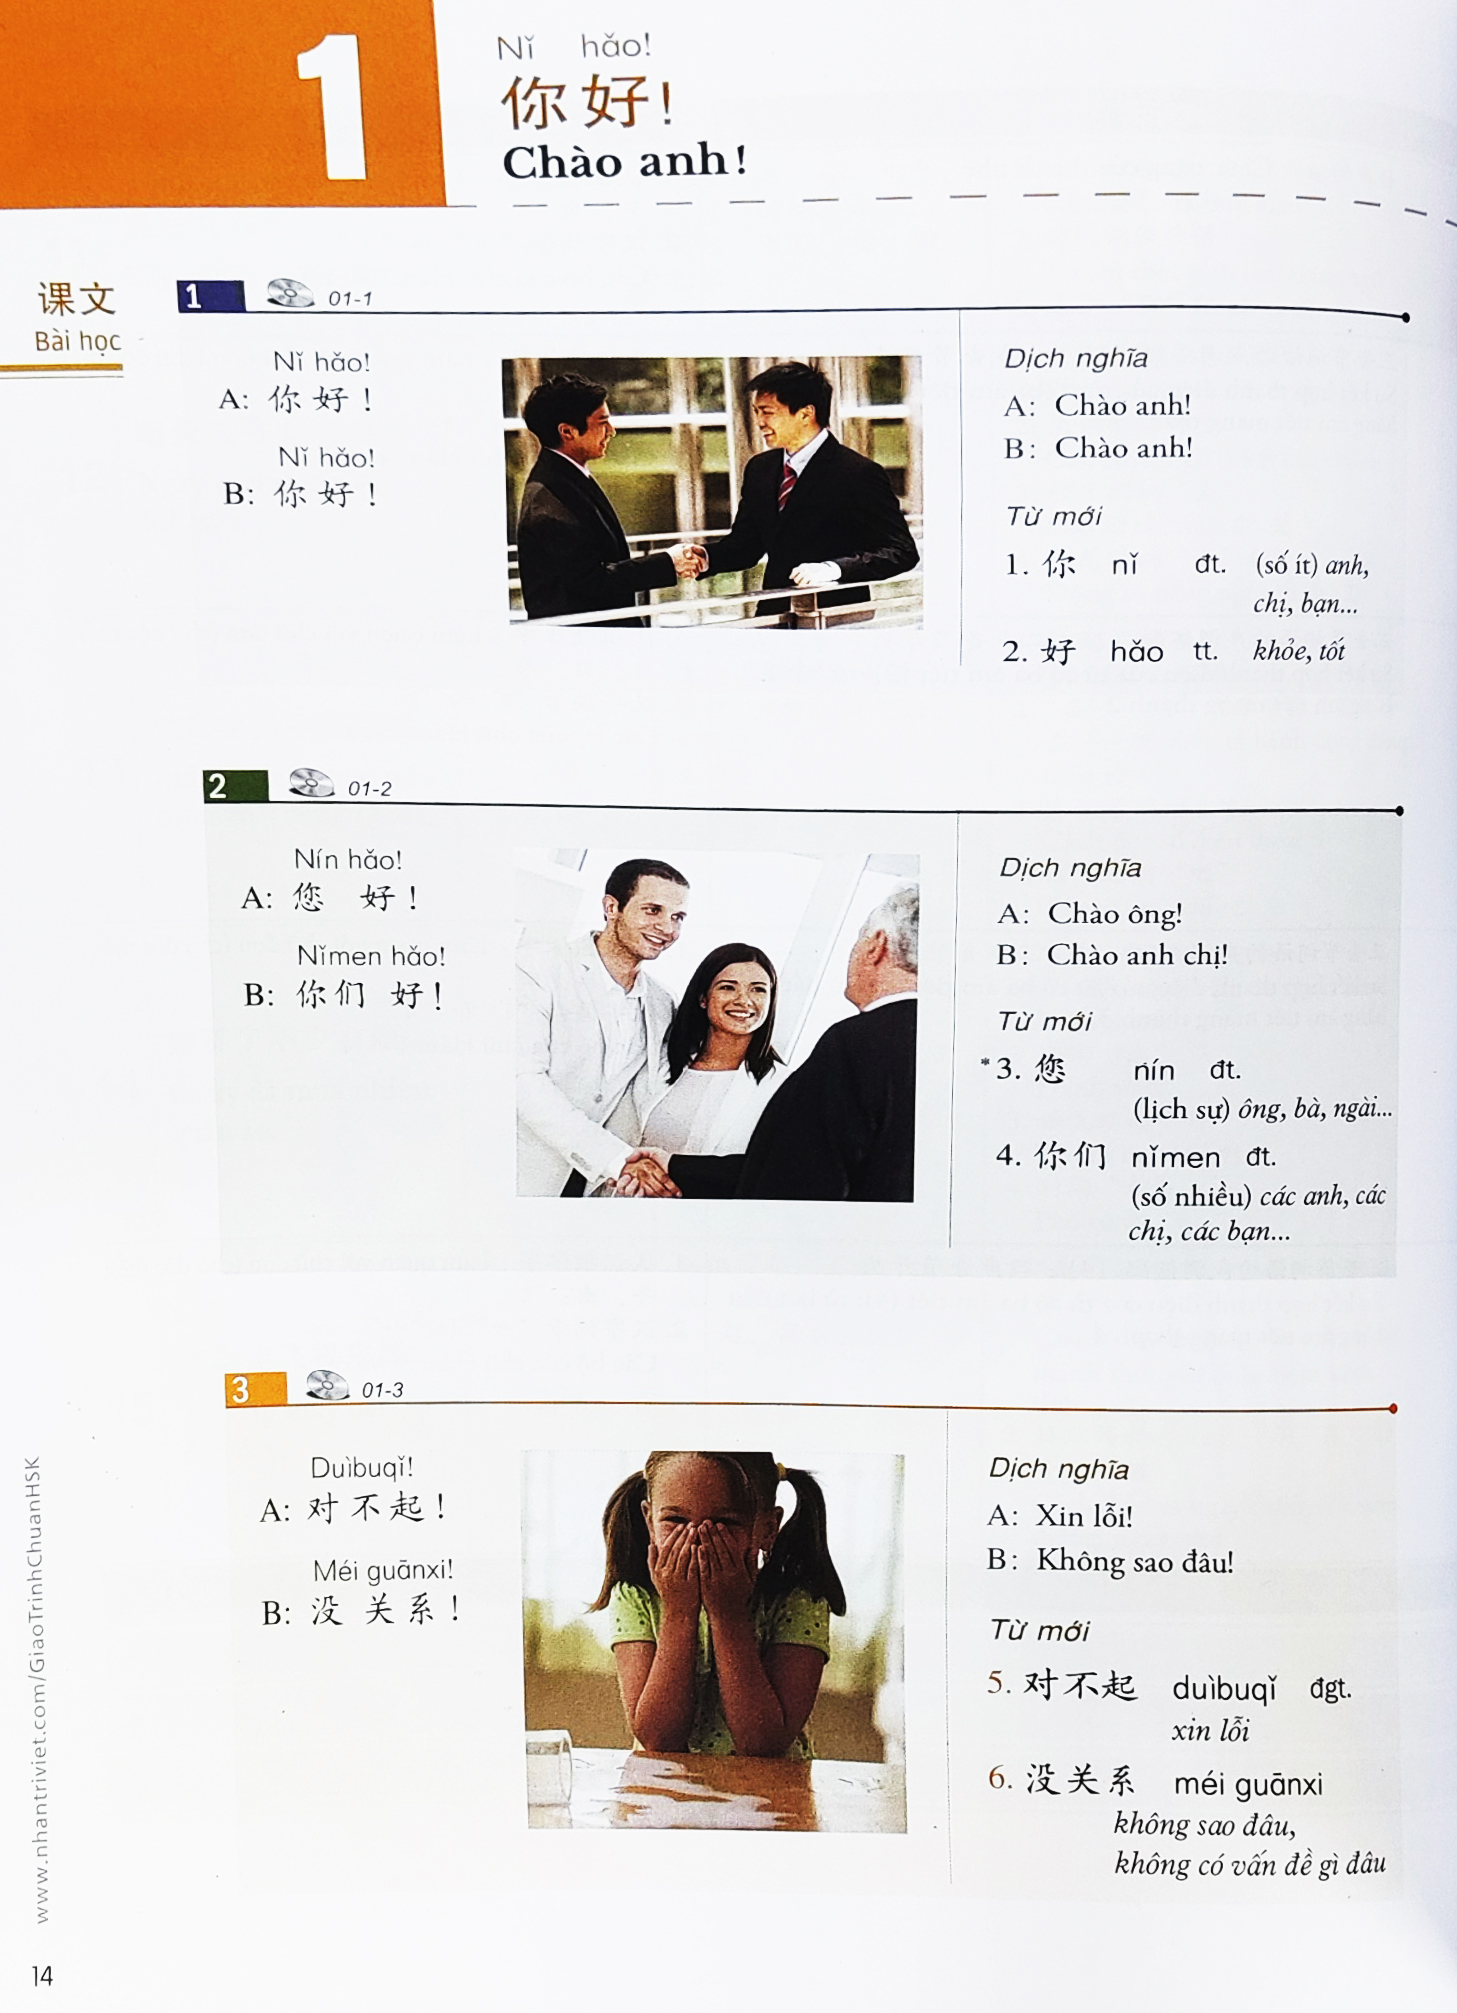 1
Nǐ hǎo!
你好!
Chào anh!
课文
Bài học
1 01-1
Nǐ hǎo!
A: 你好!
Nǐ hǎo!
B: 你好!
Dịch nghĩa
A: Chào anh!
B: Chào anh!
Từ mới
1. 你 nǐ đt. (số ít) anh,
chị, bạn...
2. 好 hǎo tt. khỏe, tốt
2 01-2
Nín hǎo!
A: 您 好!
Nǐmen hǎo!
B: 你们 好!
Dịch nghĩa
A: Chào ông!
B: Chào anh chị!
Từ mới
*3. 您 nín đt.
(lịch sự) ông, bà, ngài...
4. 你们 nǐmen đt.
(số nhiều) các anh, các
chị, các bạn...
3 01-3
Duìbuqǐ!
A: 对不起!
Méi guānxi!
B: 没 关系!
Dịch nghĩa
A: Xin lỗi!
B: Không sao đâu!
Từ mới
5. 对不起 duìbuqǐ đgt.
xin lỗi
6. 没关系 méi guānxi
không sao đâu,
không có vấn đề gì đâu
www.nhantriviet.com/GiaoTrinhChuanHSK
14